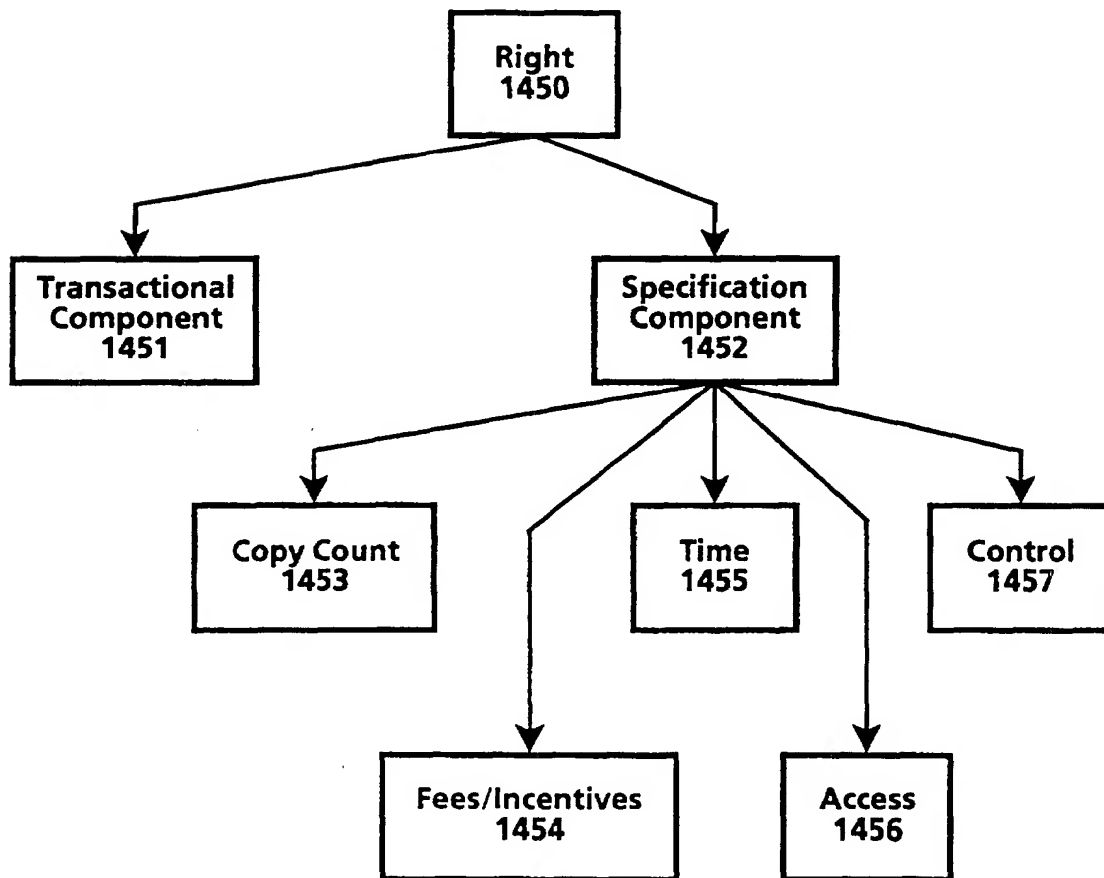 Right
1450
Transactional
Component
1451
Specification
Component
1452
Copy Count
1453
Time
1455
Control
1457
Fees/Incentives
1454
Access
1456